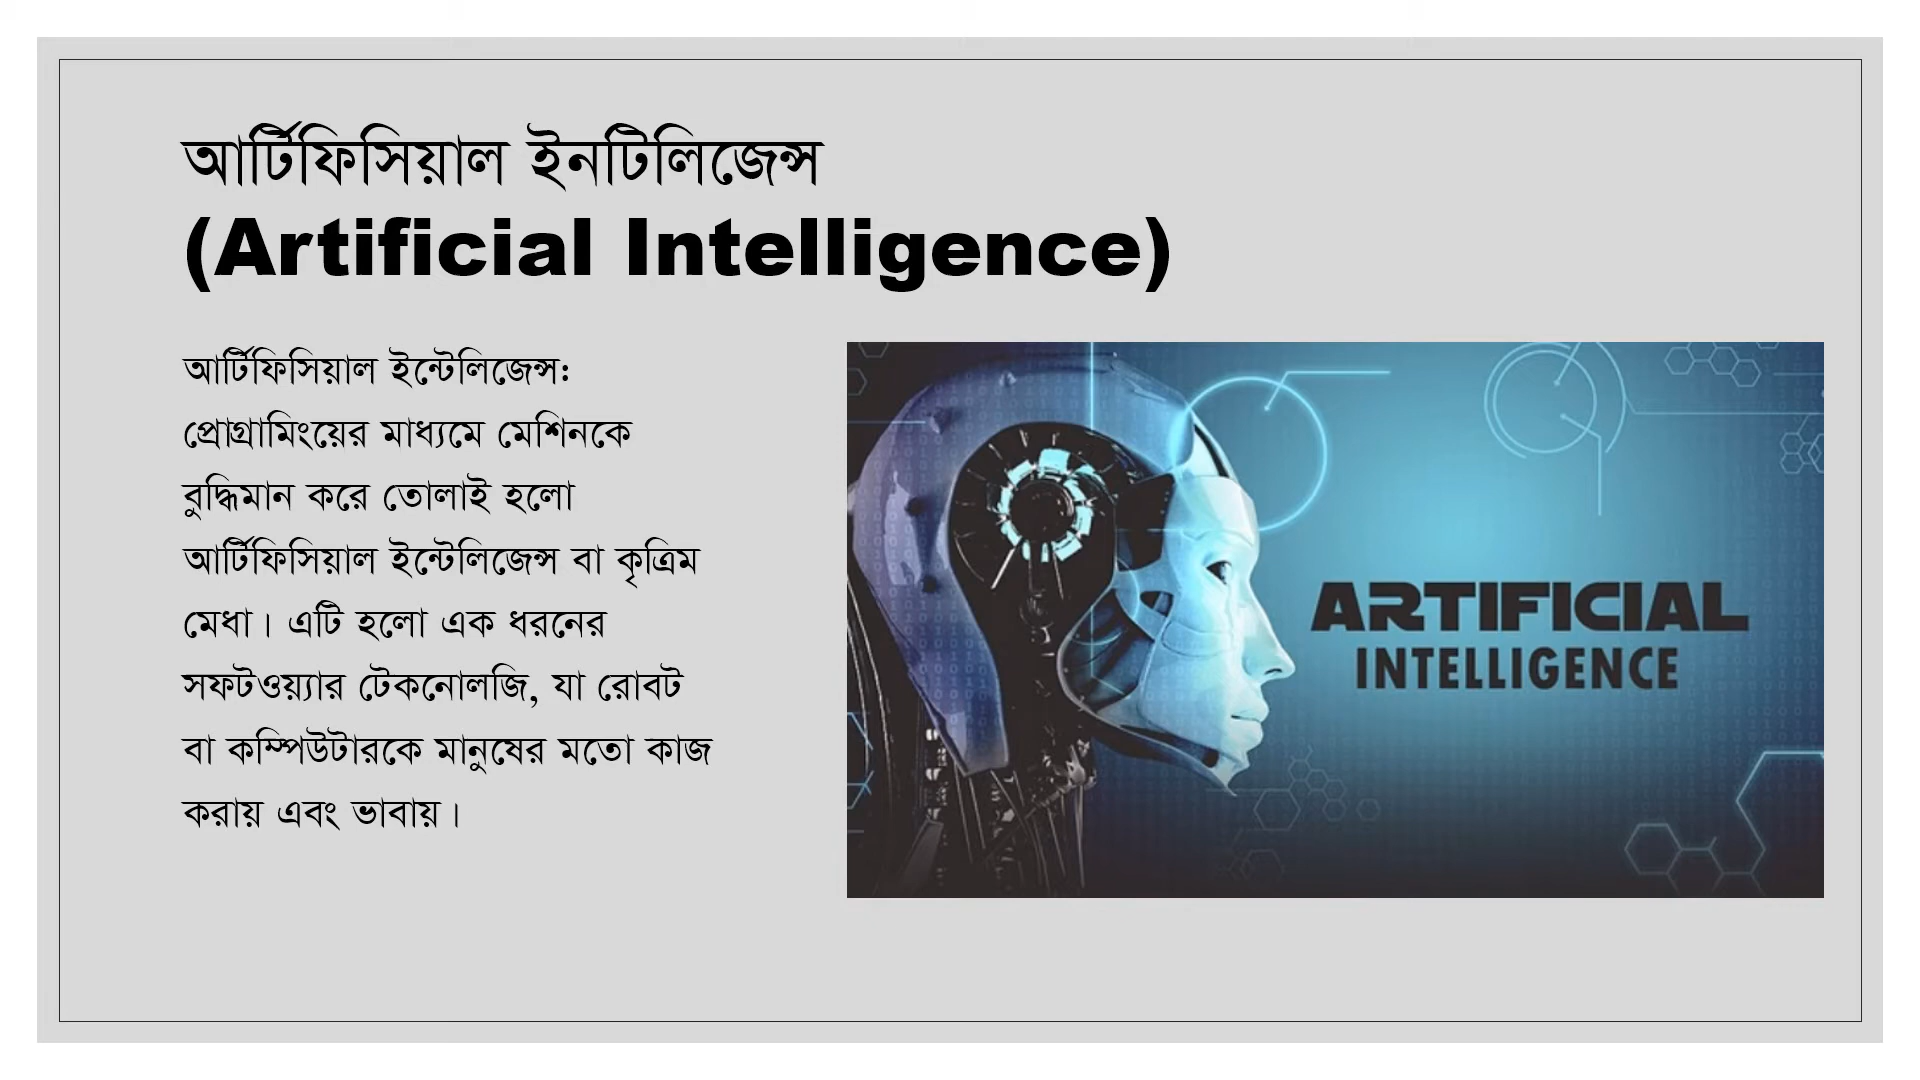 আর্টিফিসিয়াল ইনটিলিজেন্স
(Artificial Intelligence)
আর্টিফিসিয়াল ইন্টেলিজেন্স:
প্রোগ্রামিংয়ের মাধ্যমে মেশিনকে
বুদ্ধিমান করে তোলাই হলো
আর্টিফিসিয়াল ইন্টেলিজেন্স বা কৃত্রিম
মেধা। এটি হলো এক ধরনের
সফটওয়্যার টেকনোলজি, যা রোবট
বা কম্পিউটারকে মানুষের মতো কাজ
করায় এবং ভাবায়।
ARTIFICIAL
INTELLIGENCE